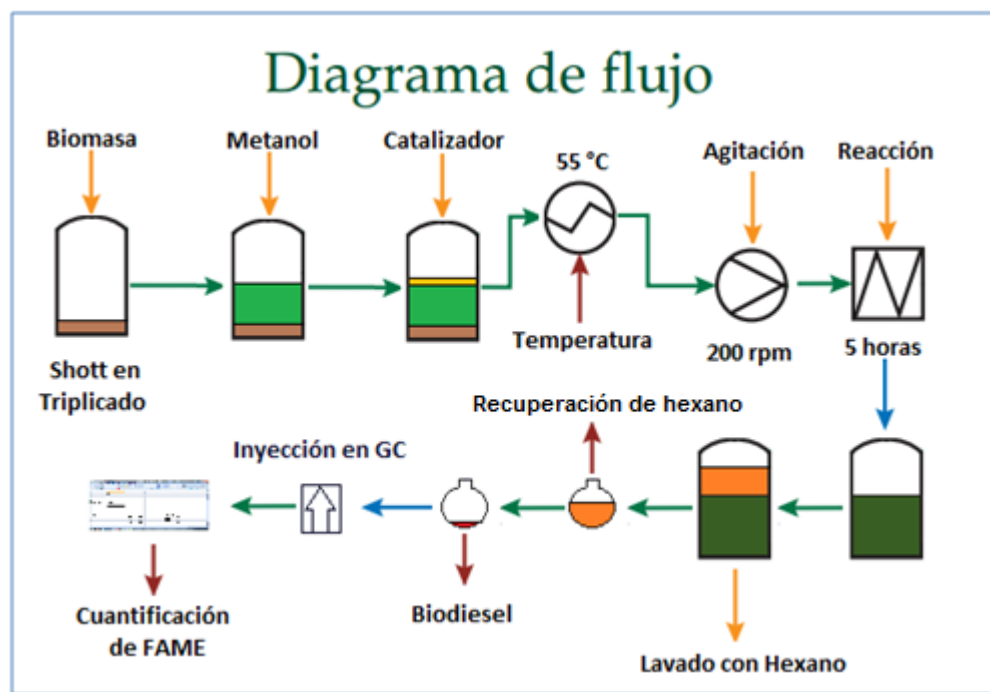 Diagrama de flujo
Biomasa
Metanol
Catalizador
55 °C
Agitación
Reacción
Temperatura
200 rpm
5 horas
Shott en
Triplicado
Recuperación de hexano
Inyección en GC
Cuantificación
de FAME
Biodiesel
Lavado con Hexano